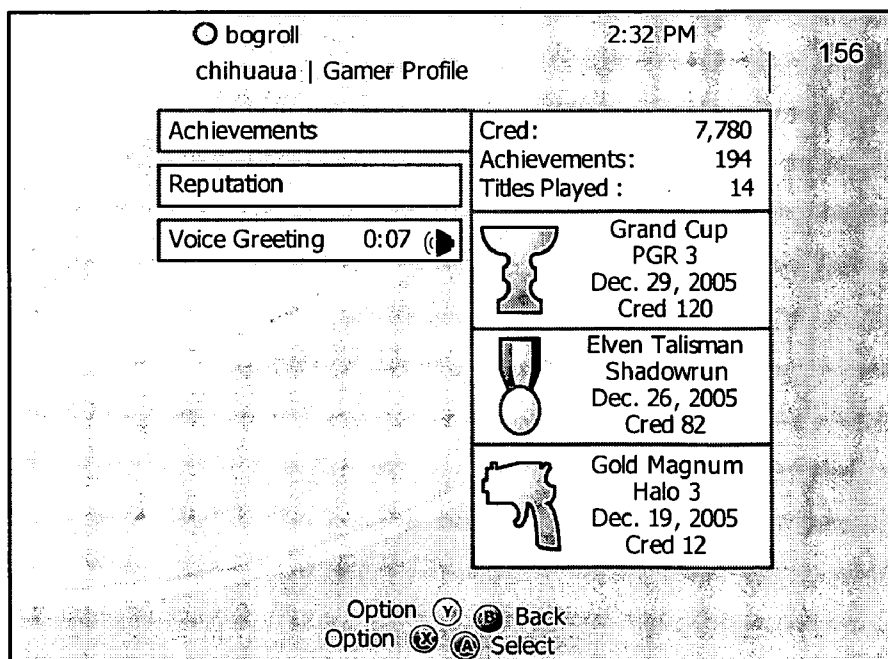 bogroll 2:32 PM
156
chihuaua | Gamer Profile
Achievements
Reputation
Voice Greeting 0:07
Cred: 7,780
Achievements: 194
Titles Played : 14
Grand Cup
PGR 3
Dec. 29, 2005
Cred 120
Elven Talisman
Shadowrun
Dec. 26, 2005
Cred 82
Gold Magnum
Halo 3
Dec. 19, 2005
Cred 12
Option Y B Back
Option X A Select